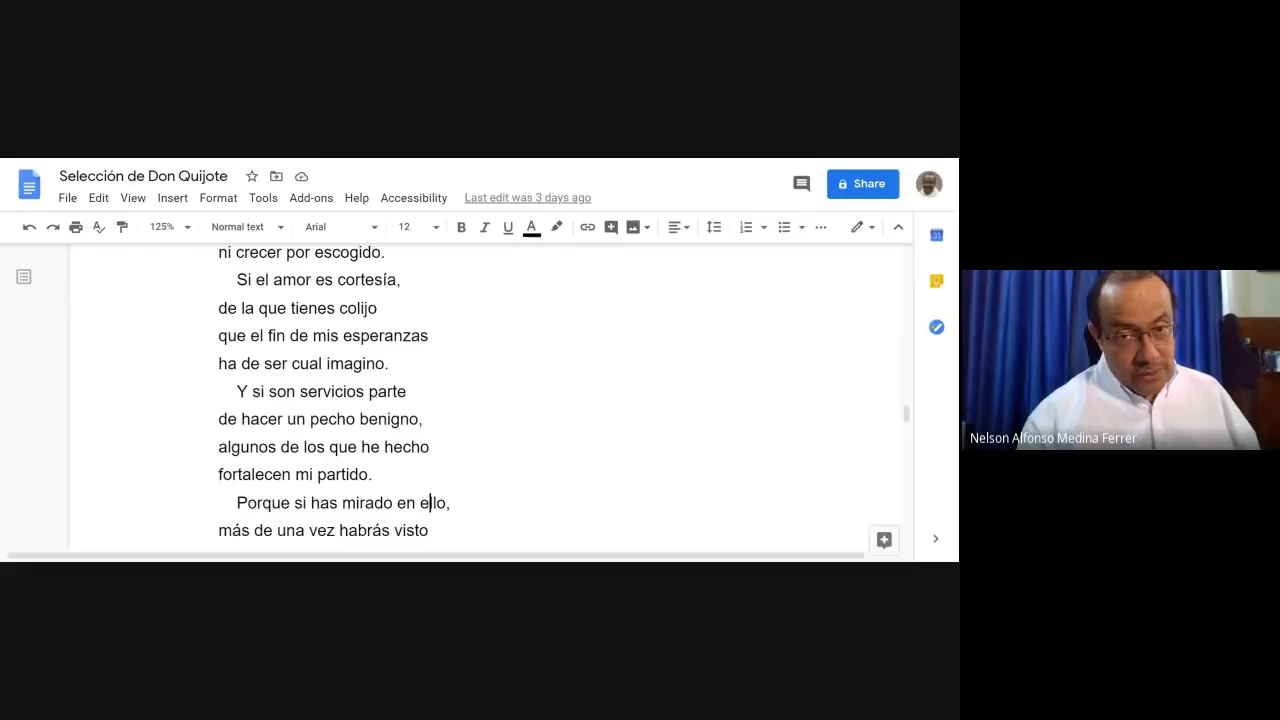 Selección de Don Quijote
File Edit View Insert Format Tools Add-ons Help Accessibility Last edit was 3 days ago
Share
125% Normal text Arial 12 B I U A
31
ni crecer por escogido.
Si el amor es cortesía,
de la que tienes colijo
que el fin de mis esperanzas
ha de ser cual imagino.
Y si son servicios parte
de hacer un pecho benigno,
algunos de los que he hecho
fortalecen mi partido.
Porque si has mirado en ello,
más de una vez habrás visto
Nelson Alfonso Medina Ferrer